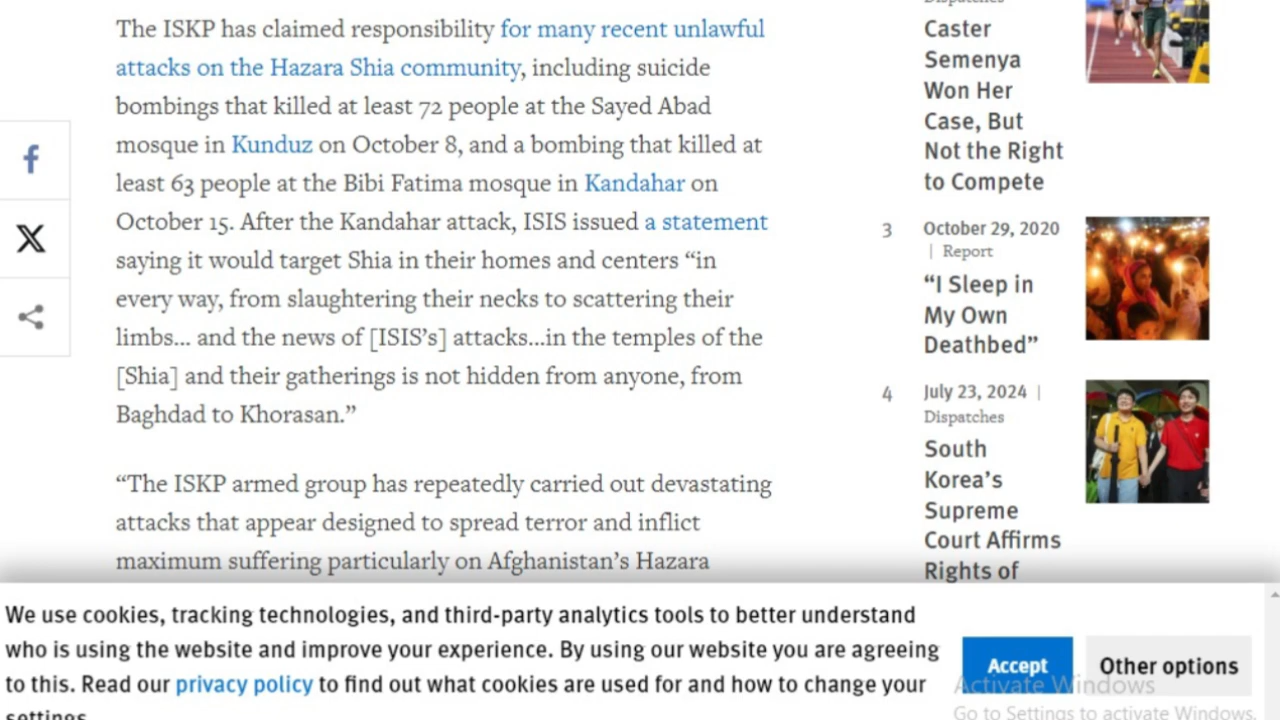 The ISKP has claimed responsibility for many recent unlawful
attacks on the Hazara Shia community, including suicide
bombings that killed at least 72 people at the Sayed Abad
mosque in Kunduz on October 8, and a bombing that killed at
least 63 people at the Bibi Fatima mosque in Kandahar on
October 15. After the Kandahar attack, ISIS issued a statement
saying it would target Shia in their homes and centers “in
every way, from slaughtering their necks to scattering their
limbs... and the news of [ISIS’s] attacks...in the temples of the
[Shia] and their gatherings is not hidden from anyone, from
Baghdad to Khorasan.”
“The ISKP armed group has repeatedly carried out devastating
attacks that appear designed to spread terror and inflict
maximum suffering particularly on Afghanistan’s Hazara
Dispatches
Caster
Semenya
Won Her
Case, But
Not the Right
to Compete
3 October 29, 2020
| Report
“I Sleep in
My Own
Deathbed”
4 July 23, 2024 |
Dispatches
South
Korea’s
Supreme
Court Affirms
Rights of
We use cookies, tracking technologies, and third-party analytics tools to better understand
who is using the website and improve your experience. By using our website you are agreeing
to this. Read our privacy policy to find out what cookies are used for and how to change your
settings.
Accept
Other options
Activate Windows
Go to Settings to activate Windows.